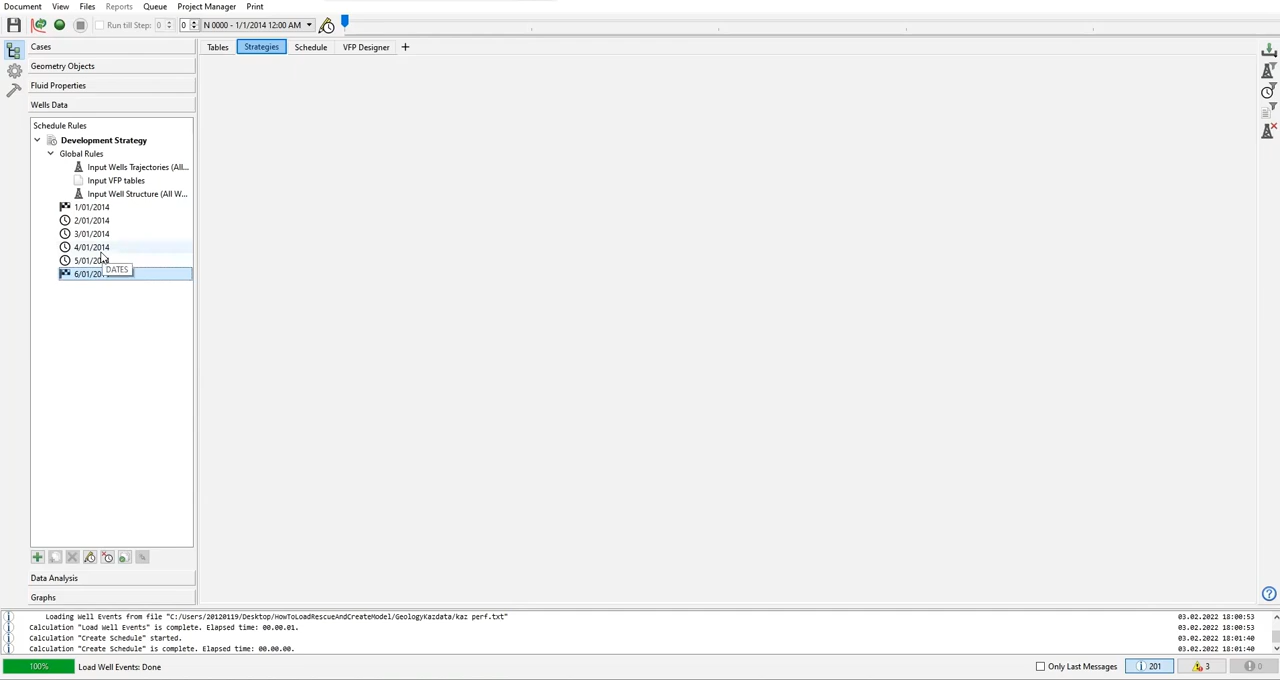 Document View Files Reports Queue Project Manager Print
Run till Step: 0 0 N 0000 - 1/1/2014 12:00 AM
Cases
Tables Strategies Schedule VFP Designer +
Geometry Objects
Fluid Properties
Wells Data
Schedule Rules
Development Strategy
Global Rules
Input Wells Trajectories (All...
Input VFP tables
Input Well Structure (All W...
1/01/2014
2/01/2014
3/01/2014
4/01/2014
5/01/20
DATES
6/01/20
Data Analysis
Graphs
Loading Well Events from file "C:/Users/20120119/Desktop/HowToLoadRescueAndCreateModel/GeologyKazdata/kaz perf.txt" 03.02.2022 18:00:53
Calculation "Load Well Events" is complete. Elapsed time: 00.00.01. 03.02.2022 18:00:53
Calculation "Create Schedule" started. 03.02.2022 18:01:40
Calculation "Create Schedule" is complete. Elapsed time: 00.00.00. 03.02.2022 18:01:40
100% Load Well Events: Done Only Last Messages 201 3 0